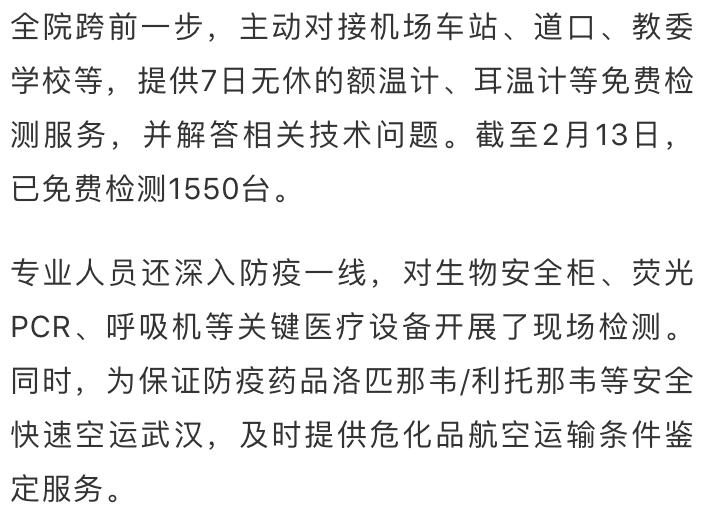 全院跨前一步，主动对接机场车站、道口、教委
学校等，提供7日无休的额温计、耳温计等免费检
测服务，并解答相关技术问题。截至2月13日，
已免费检测1550台。
专业人员还深入防疫一线，对生物安全柜、荧光
PCR、呼吸机等关键医疗设备开展了现场检测。
同时，为保证防疫药品洛匹那韦/利托那韦等安全
快速空运武汉，及时提供危化品航空运输条件鉴
定服务。